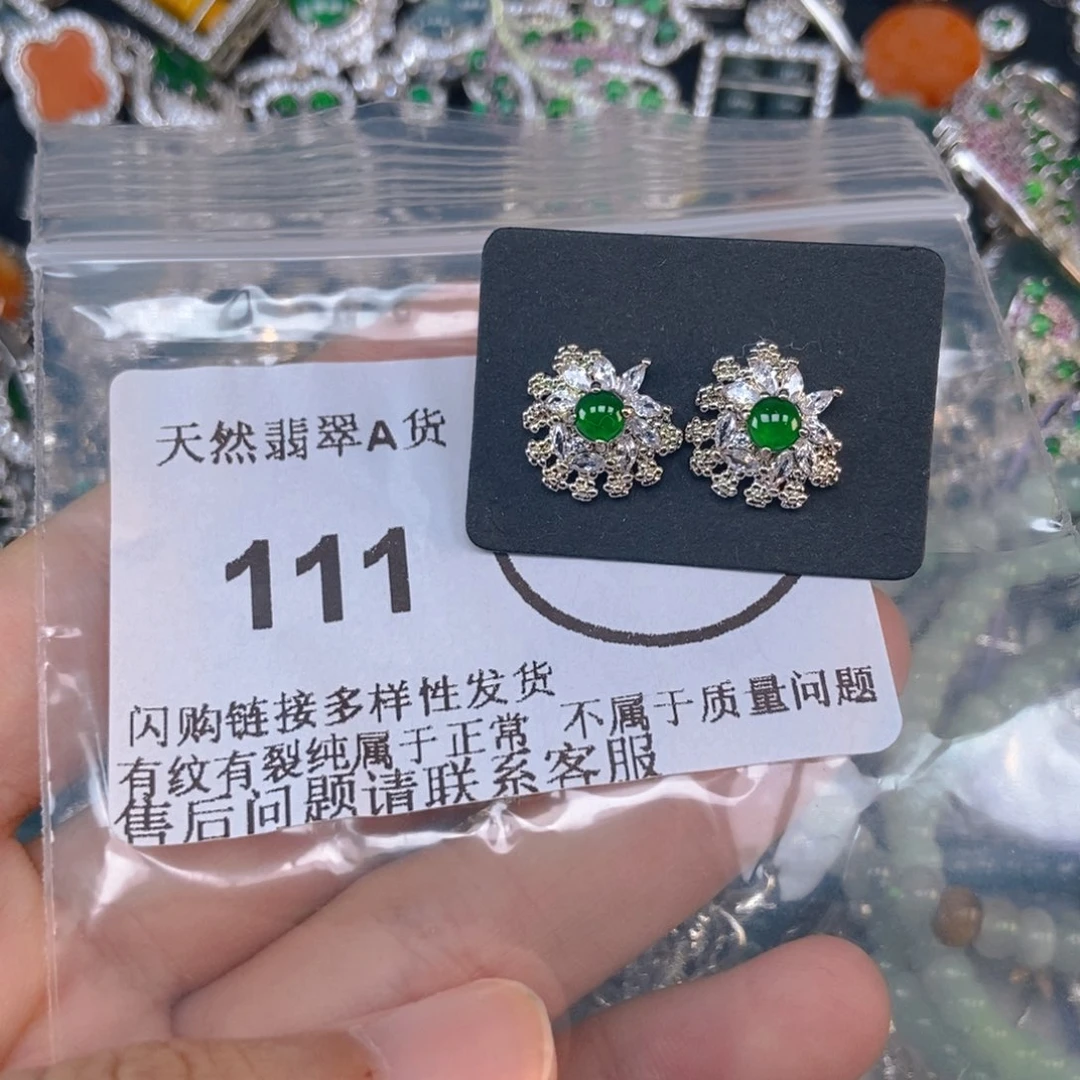 天然翡翠A货
111
闪购链接多样性发货
有纹有裂纯属于正常 不属于质量问题
售后问题请联系客服